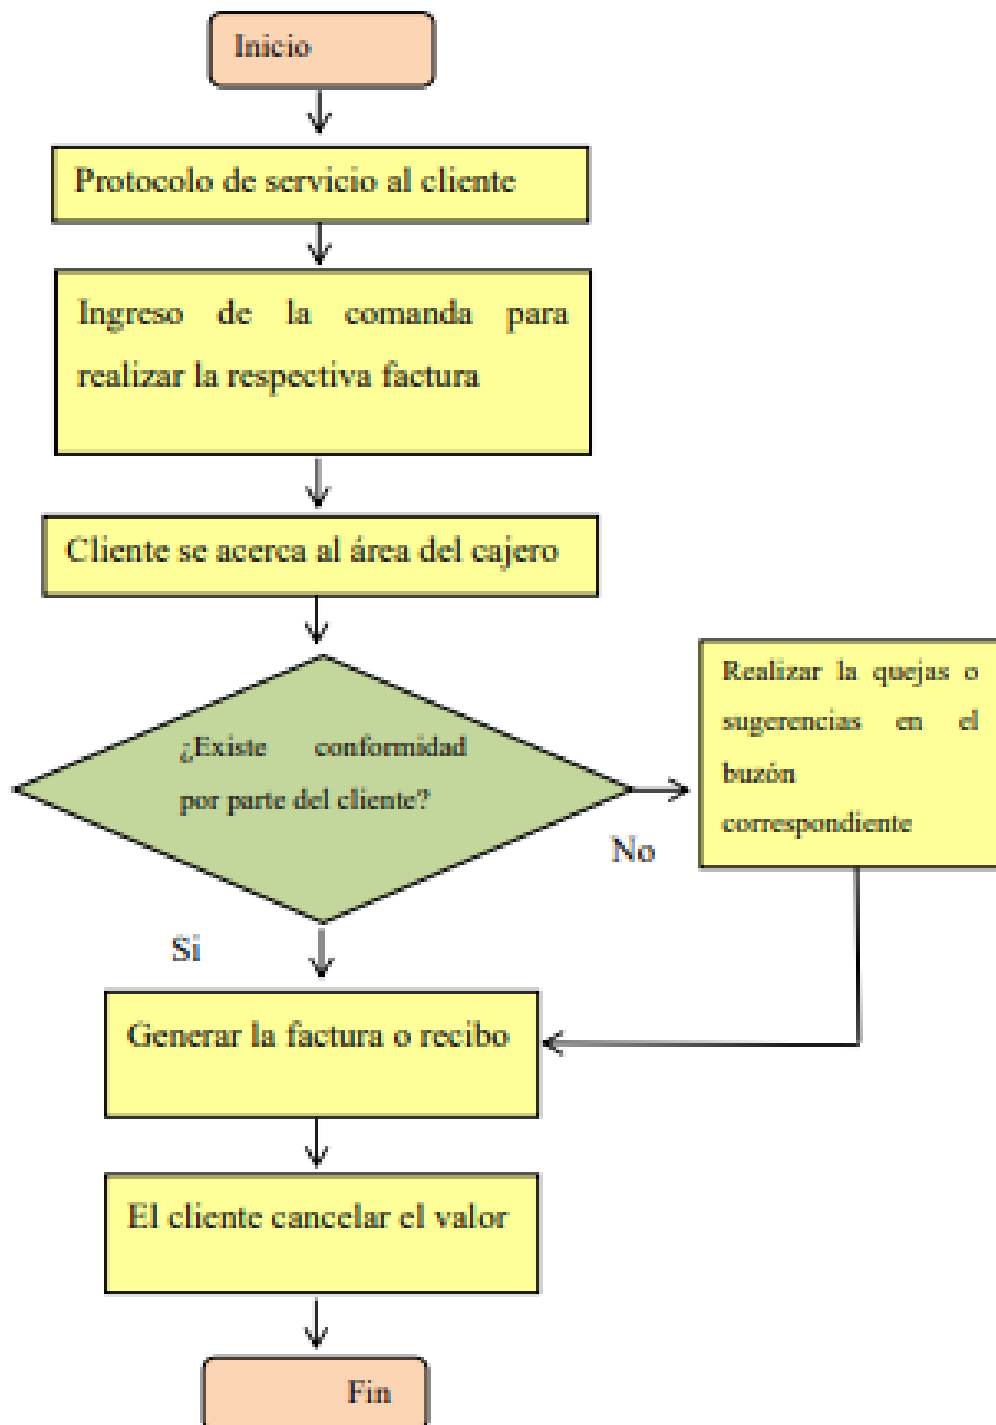 Inicio
Protocolo de servicio al cliente
Ingreso de la comanda para
realizar la respectiva factura
Cliente se acerca al área del cajero
¿Existe conformidad
por parte del cliente?
Realizar la quejas o
sugerencias en el
buzón
correspondiente
No
Si
Generar la factura o recibo
El cliente cancelar el valor
Fin